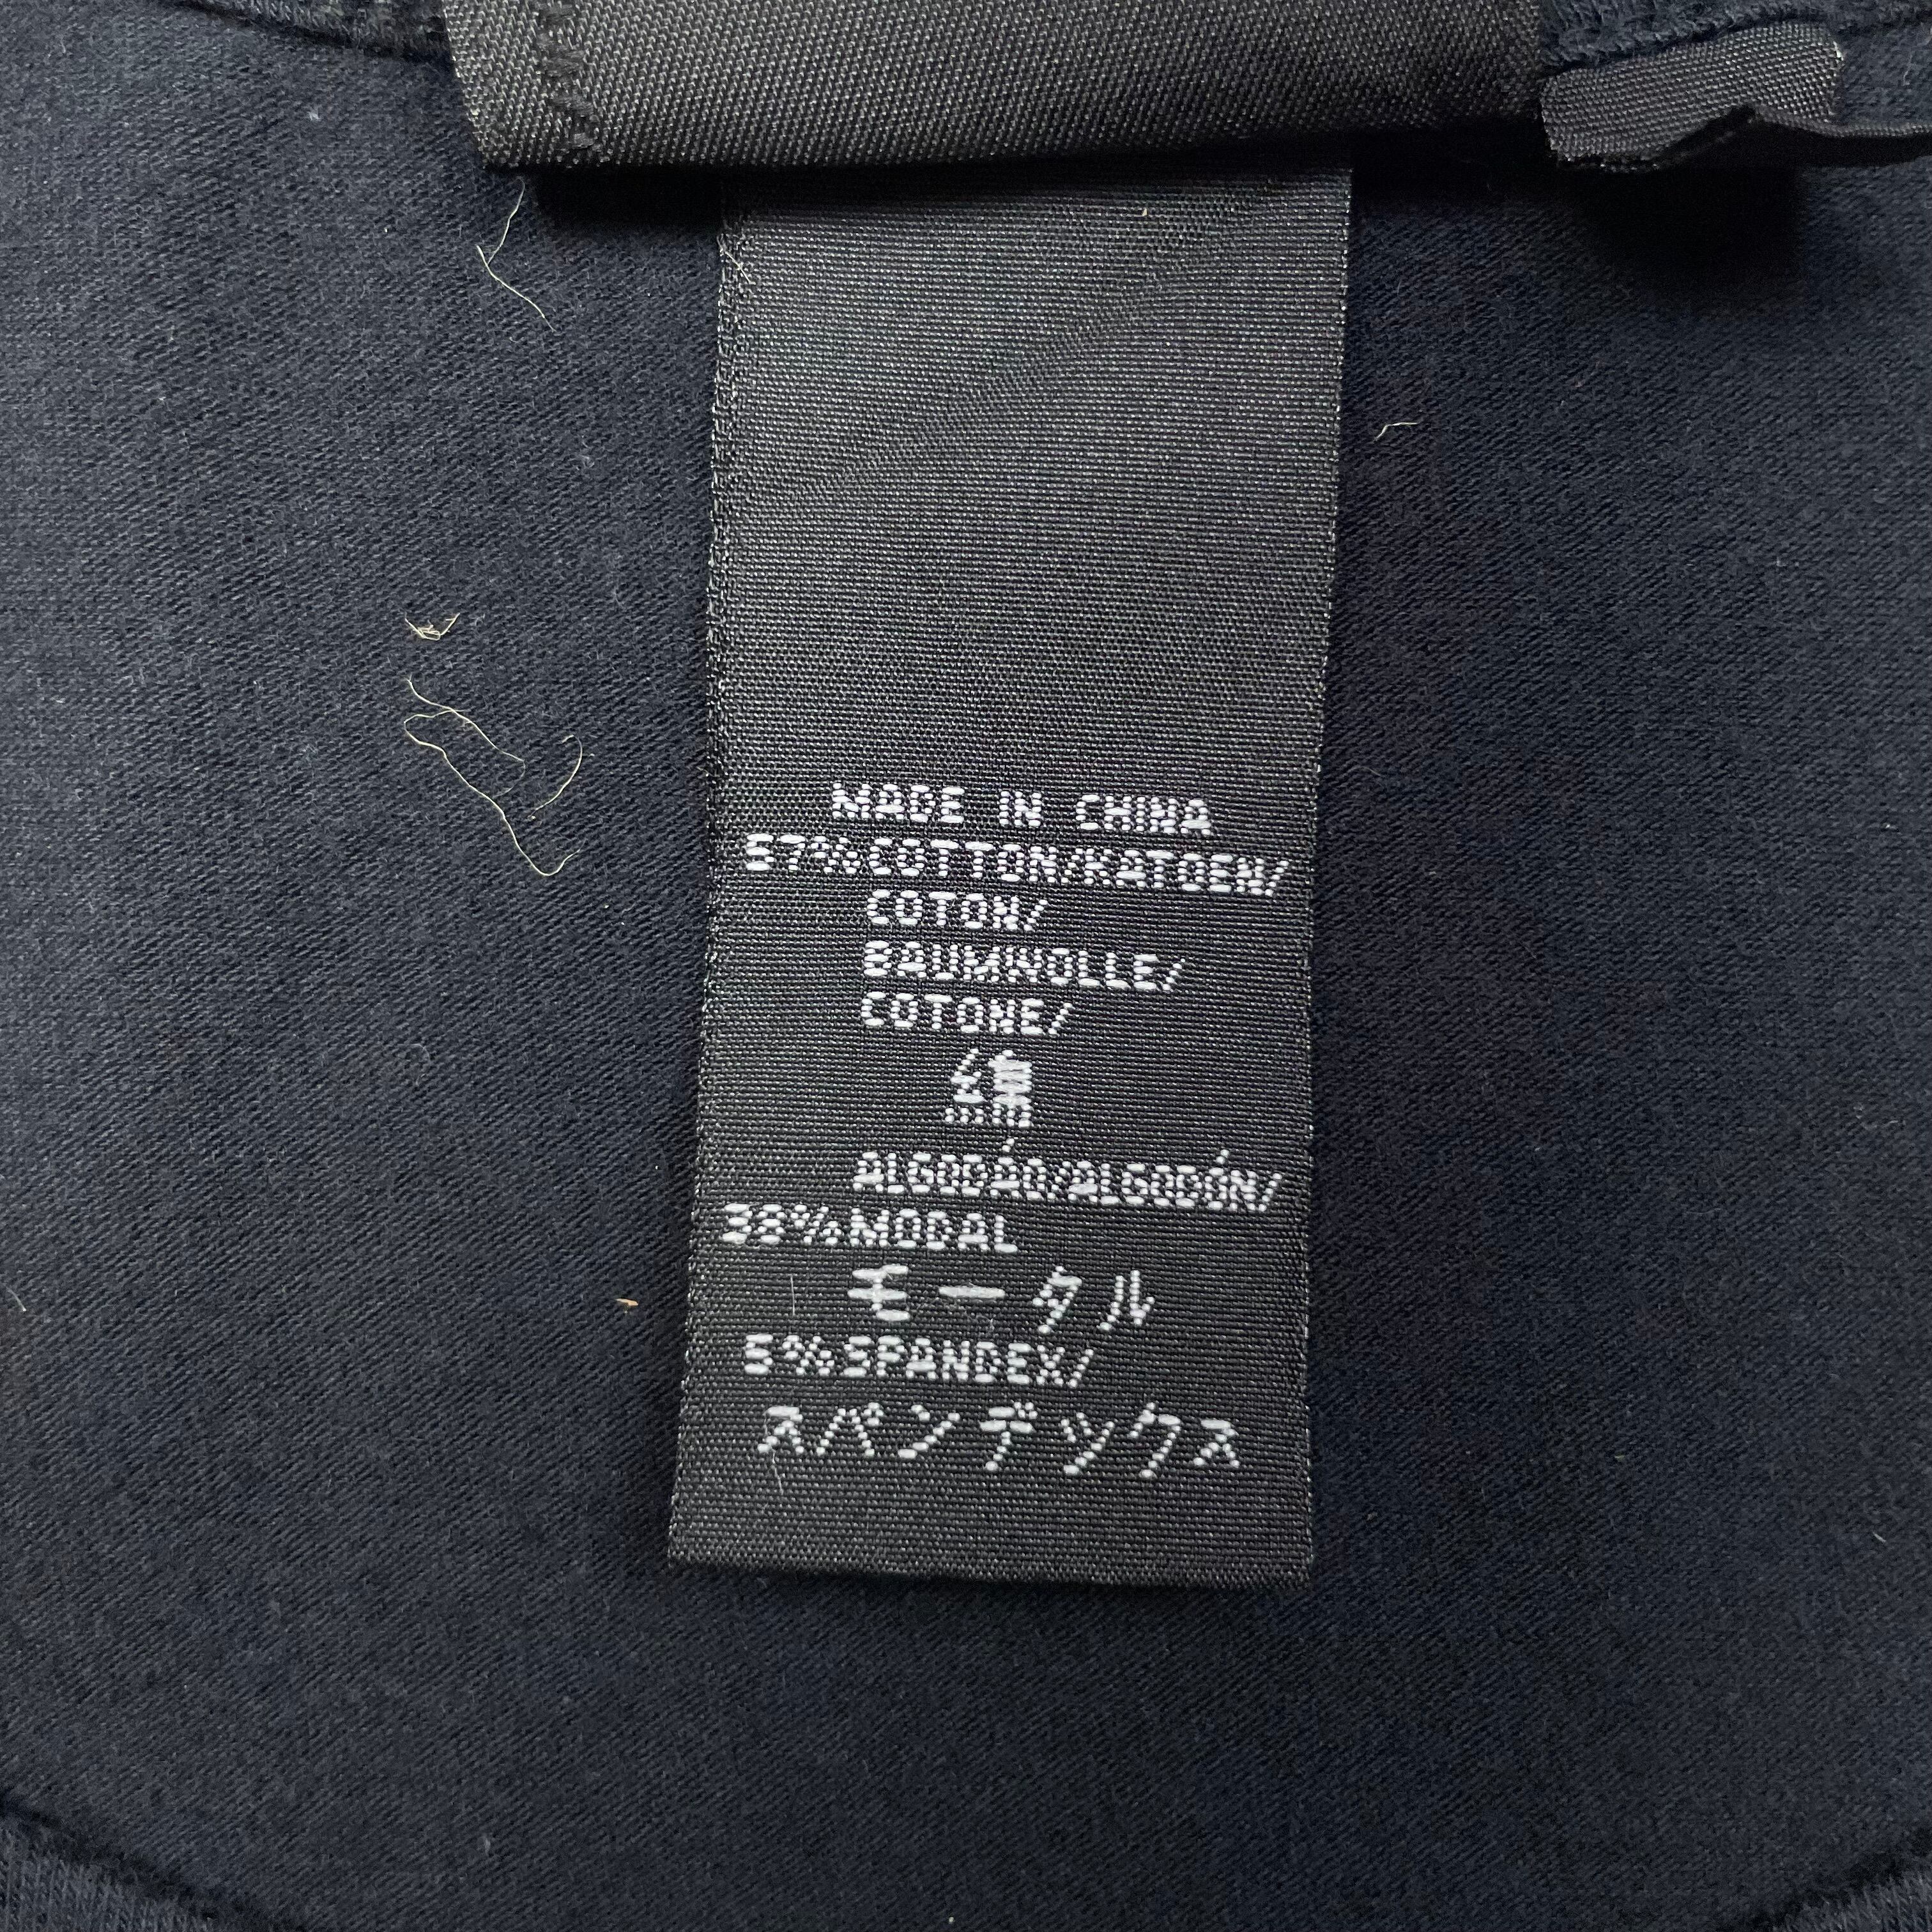 MADE IN CHINA
57%COTTON/KATOEN/
COTON/
BAUMWOLLE/
COTONE/
綿
ALGODÁO/ALGODÓN/
38%MODAL
モータル
5%SPANDEX/
スパンデックス